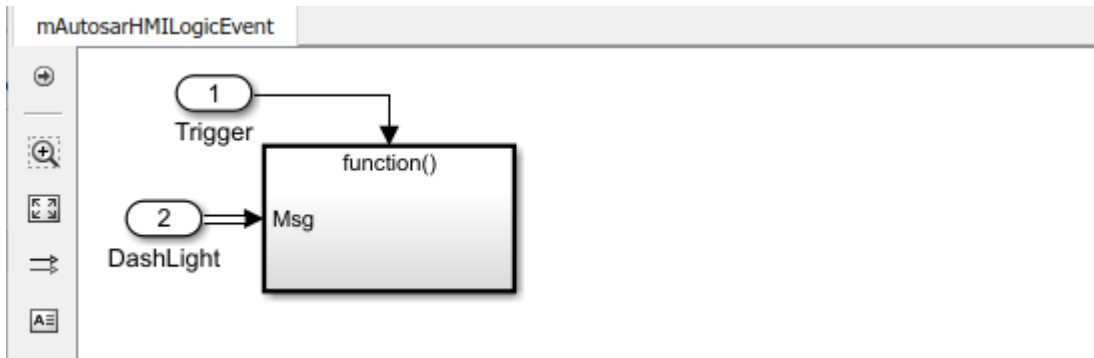 mAutosarHMILogicEvent
1
Trigger
function()
2
Msg
DashLight
A